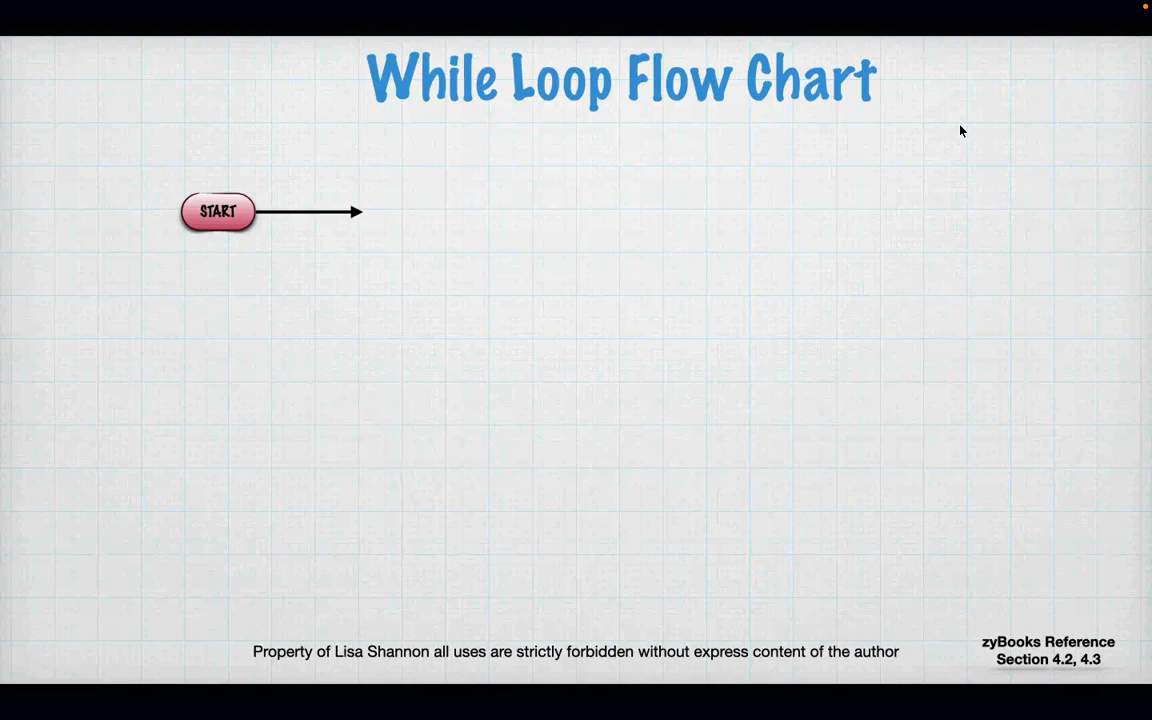 While Loop Flow Chart
START
Property of Lisa Shannon all uses are strictly forbidden without express content of the author
zyBooks Reference
Section 4.2, 4.3